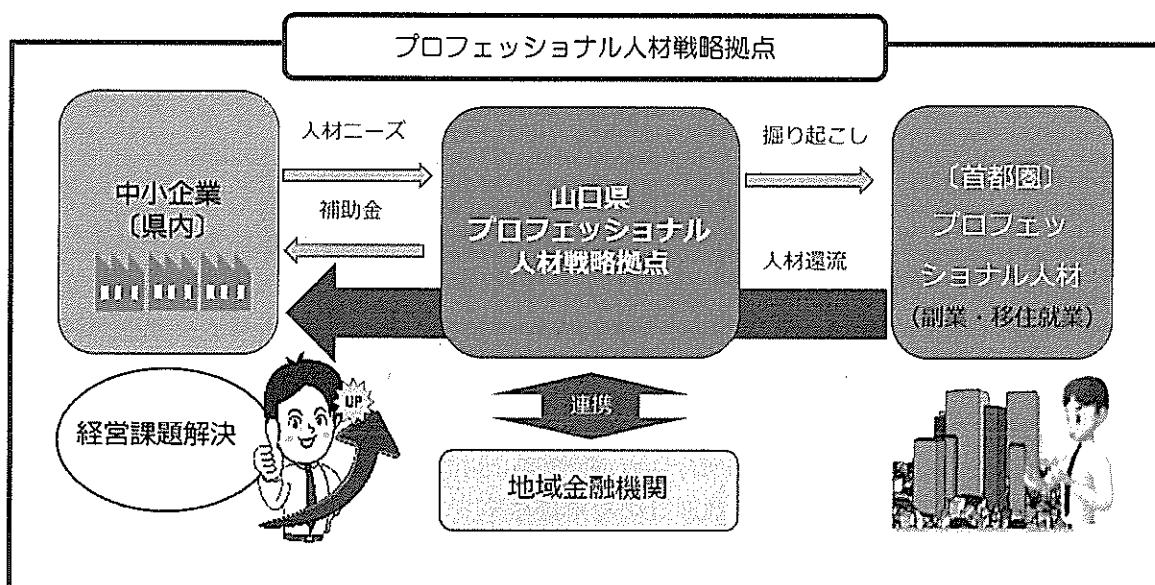 プロフェッショナル人材戦略拠点
中小企業
〔県内〕
人材ニーズ
補助金
山口県
プロフェッショナル
人材戦略拠点
掘り起こし
人材還流
〔首都圏〕
プロフェッ
ショナル人材
(副業・移住就業)
経営課題解決
UP
連携
地域金融機関